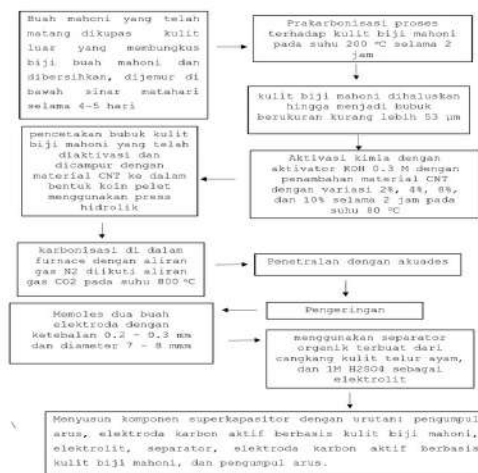 Buah mahoni yang telah
matang dikupas kulit
luar yang membungkus
biji buah mahoni dan
dibersihkan, dijemur di
bawah sinar matahari
selama 4-5 hari
Prakarbonisasi proses
terhadap kulit biji mahoni
pada suhu 200 °C selama 2
jam
kulit biji mahoni dihaluskan
hingga menjadi bubuk
berukuran kurang lebih 53 µm
Aktivasi kimia dengan
aktivator KOH 0.3 M dengan
penambahan material CNT
dengan variasi 2%, 4%, 8%,
dan 10% selama 2 jam pada
suhu 80 °C
pencetakan bubuk kulit
biji mahoni yang telah
diaktivasi dan
dicampur dengan
material CNT ke dalam
bentuk koin pelet
menggunakan press
hidrolik
karbonisasi di dalam
furnace dengan aliran
gas N2 diikuti aliran
gas CO2 pada suhu 800 °C
Penetralan dengan akuades
Pengeringan
Memoles dua buah
elektroda dengan
ketebalan 0.2 - 0.3 mm
dan diameter 7 - 8 mmm
menggunakan separator
organik terbuat dari
cangkang kulit telur ayam,
dan 1M H2SO4 sebagai
elektrolit
\
Menyusun komponen superkapasitor dengan urutan: pengumpul
arus, elektroda karbon aktif berbasis kulit biji mahoni,
elektrolit, separator, elektroda karbon aktif berbasis
kulit biji mahoni, dan pengumpul arus.